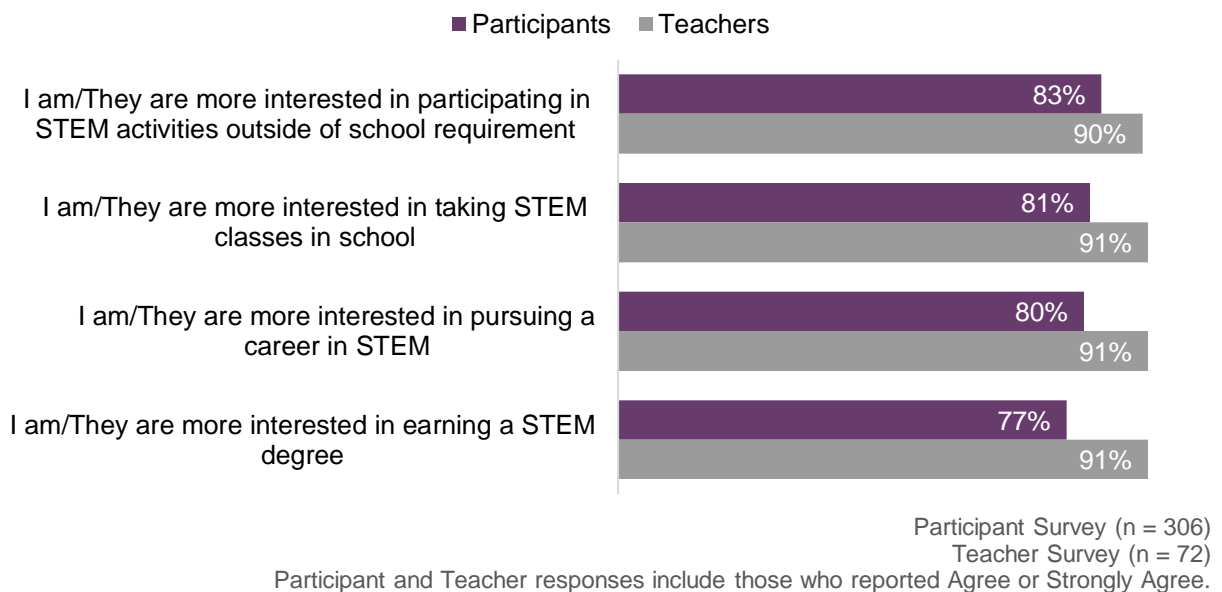 Participants Teachers
I am/They are more interested in participating in
STEM activities outside of school requirement
83%
90%
I am/They are more interested in taking STEM
classes in school
81%
91%
I am/They are more interested in pursuing a
career in STEM
80%
91%
I am/They are more interested in earning a STEM
degree
77%
91%
Participant Survey (n = 306)
Teacher Survey (n = 72)
Participant and Teacher responses include those who reported Agree or Strongly Agree.